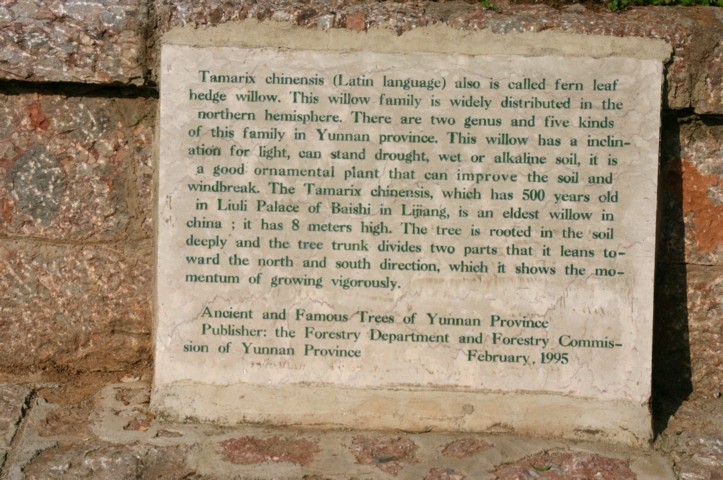 Tamarix chinensis (Latin language) also is called fern leaf
hedge willow. This willow family is widely distributed in the
northern hemisphere. There are two genus and five kinds
of this family in Yunnan province. This willow has a inclin-
ation for light, can stand drought, wet or alkaline soil, it is
a good ornamental plant that can improve the soil and
windbreak. The Tamarix chinensis, which has 500 years old
in Liuli Palace of Baishi in Lijiang, is an eldest willow in
china ; it has 8 meters high. The tree is rooted in the soil
deeply and the tree trunk divides two parts that it leans to-
ward the north and south direction, which it shows the mo-
mentum of growing vigorously.
Ancient and Famous Trees of Yunnan Province
Publisher: the Forestry Department and Forestry Commis-
sion of Yunnan Province February, 1995